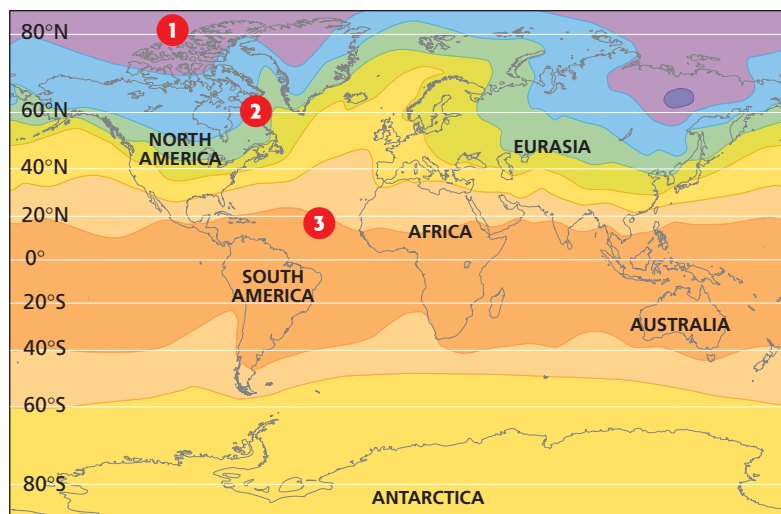 1
80°N
2
60°N
NORTH
AMERICA
EURASIA
40°N
20°N
3
AFRICA
0°
SOUTH
AMERICA
20°S
AUSTRALIA
40°S
60°S
80°S
ANTARCTICA